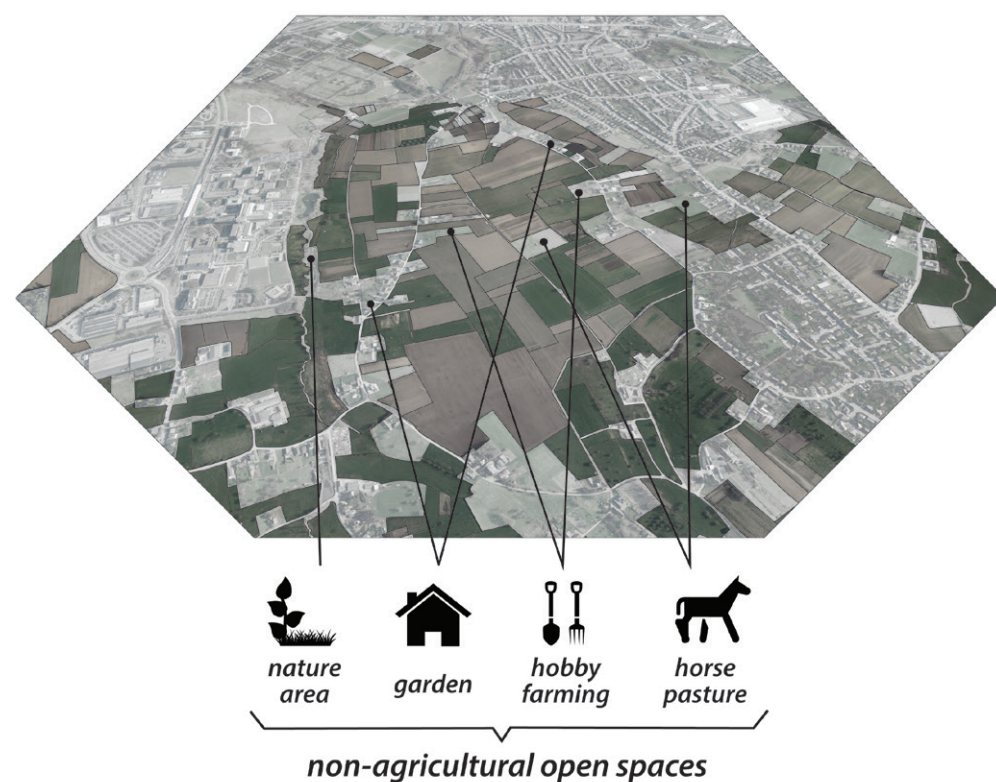 nature
area
garden
hobby
farming
horse
pasture
non-agricultural open spaces